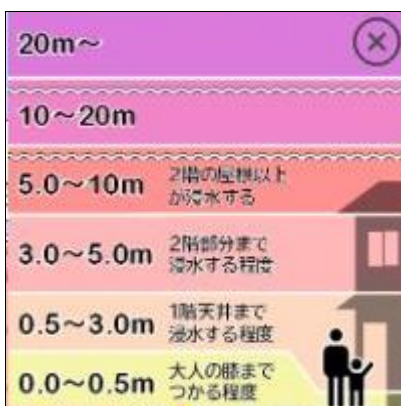 20m～
10～20m
5.0～10m
2階の屋根以上
が浸水する
3.0～5.0m
2階部分まで
浸水する程度
0.5～3.0m
1階天井まで
浸水する程度
0.0～0.5m
大人の膝まで
つかる程度